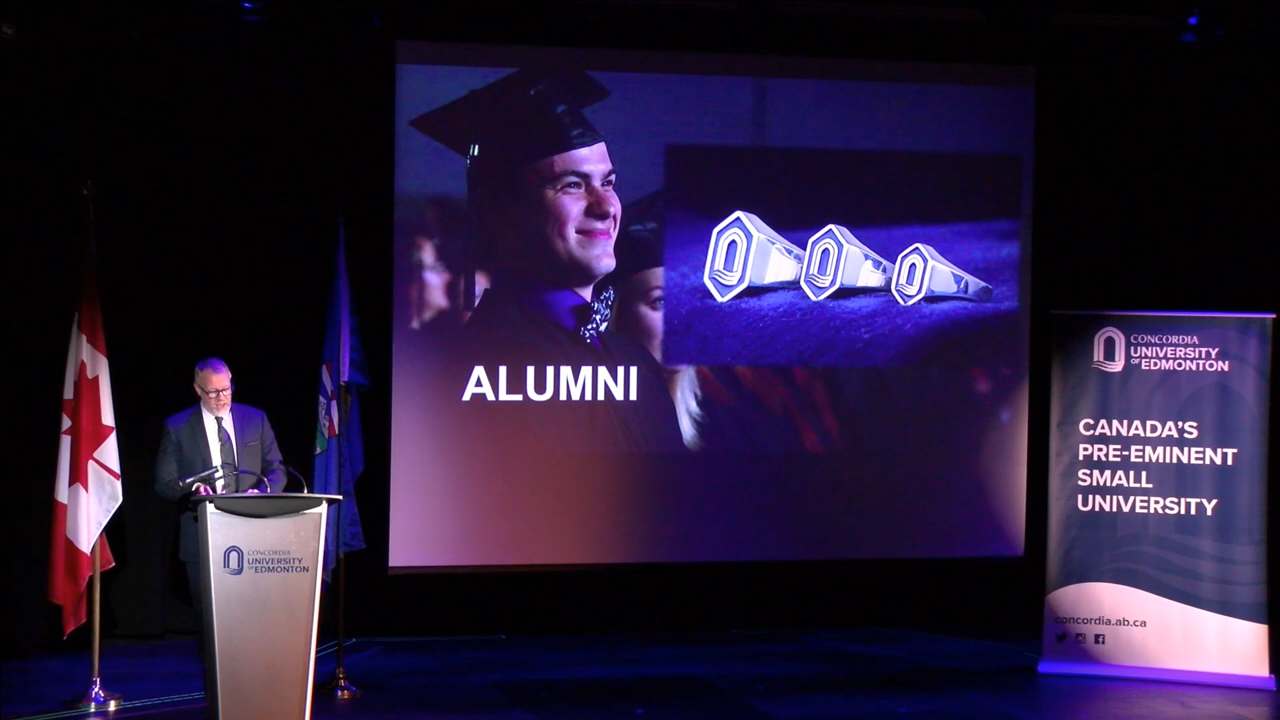 ALUMNI
CONCORDIA
UNIVERSITY
OF EDMONTON
CONCORDIA
UNIVERSITY
OF EDMONTON
CANADA'S
PRE-EMINENT
SMALL
UNIVERSITY
concordia.ab.ca